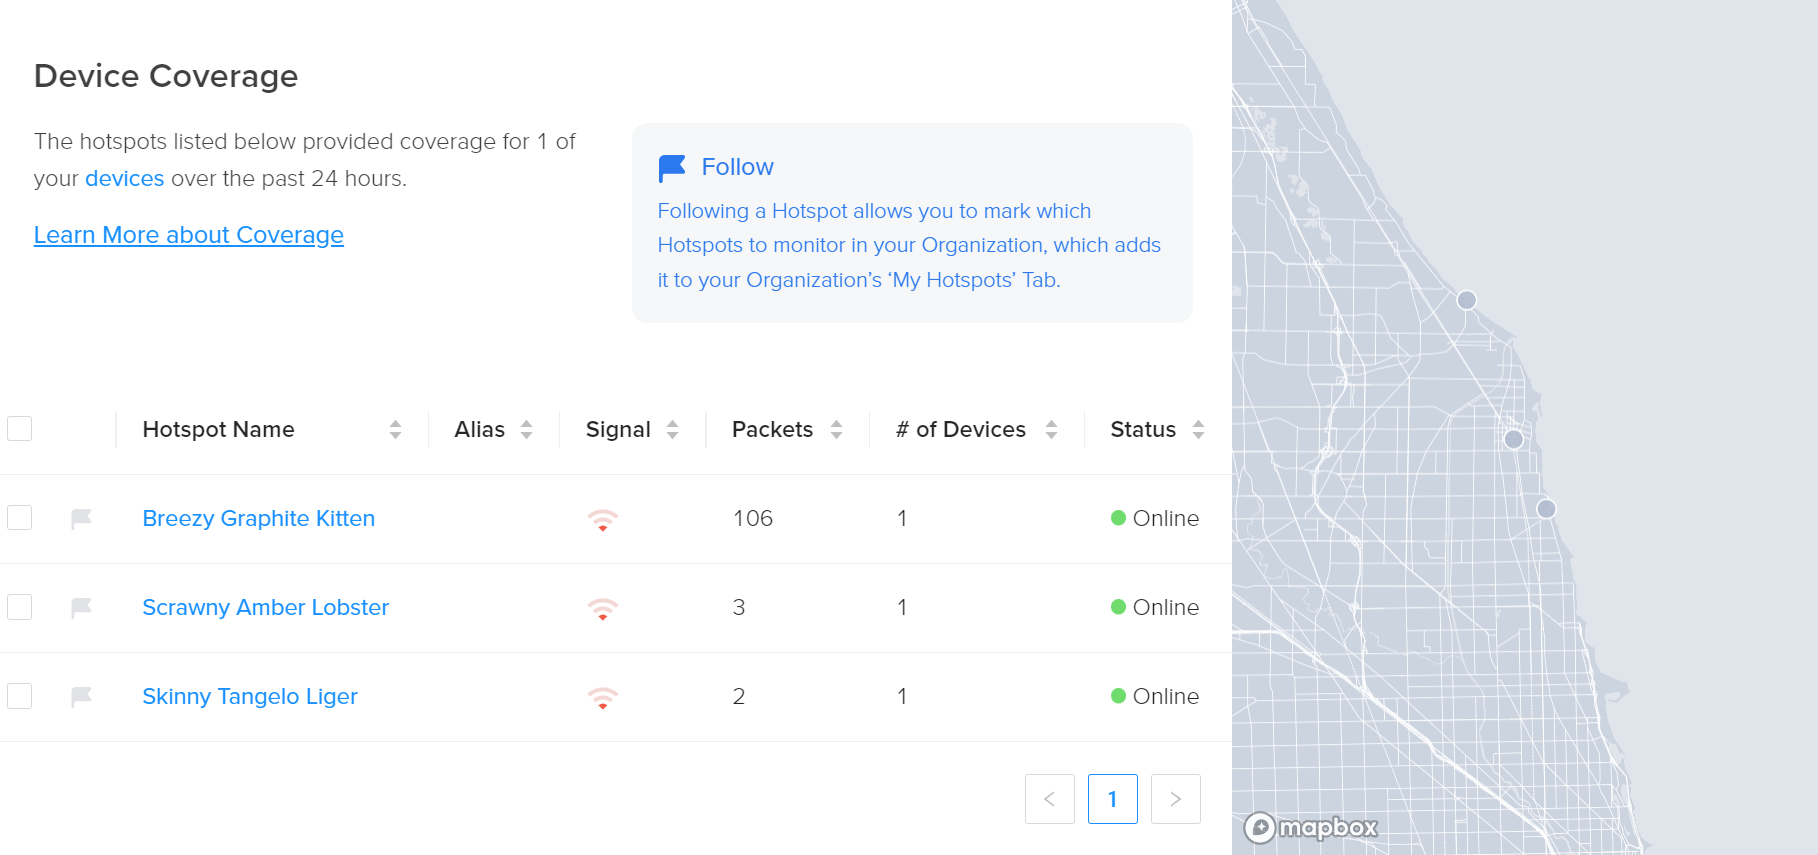 Device Coverage
The hotspots listed below provided coverage for 1 of
your devices over the past 24 hours.
Learn More about Coverage
Follow
Following a Hotspot allows you to mark which
Hotspots to monitor in your Organization, which adds
it to your Organization’s ‘My Hotspots’ Tab.
Hotspot Name Alias Signal Packets # of Devices Status
Breezy Graphite Kitten 106 1 Online
Scrawny Amber Lobster 3 1 Online
Skinny Tangelo Liger 2 1 Online
< 1 >
mapbox